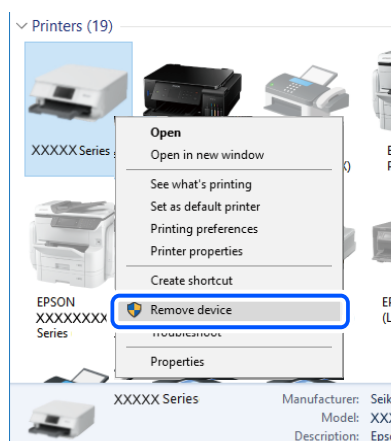 Printers (19)
XXXXX Series
Open
Open in new window
See what's printing
Set as default printer
Printing preferences
Printer properties
Create shortcut
Remove device
Troubleshoot
Properties
EPSON
XXXXXXXX
Series
XXXXX Series
Manufacturer:
Model:
Description: